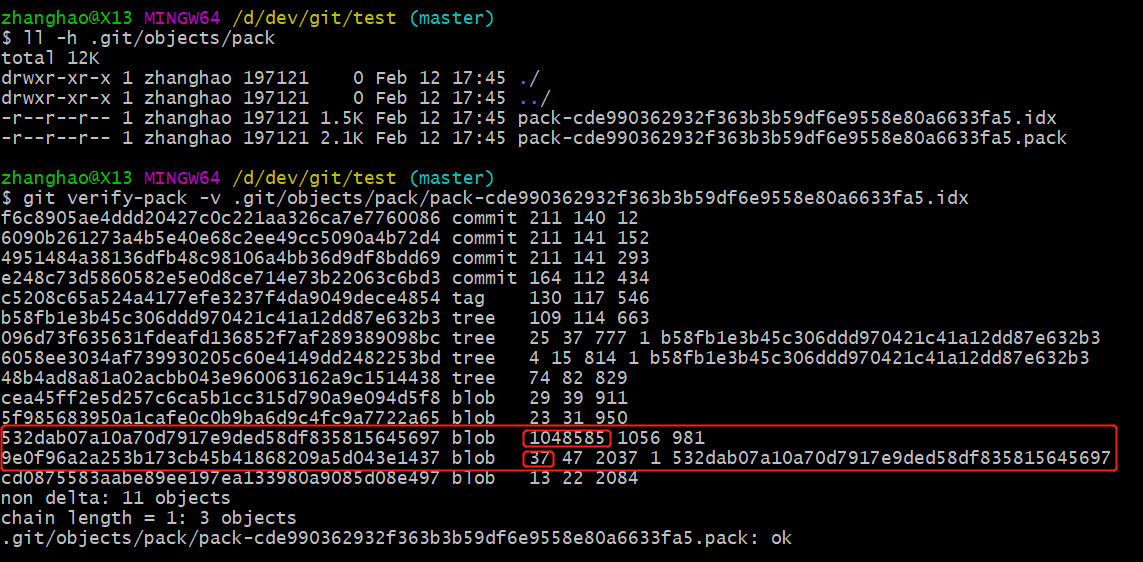 zhanghao@X13 MINGW64 /d/dev/git/test (master)
$ ll -h .git/objects/pack
total 12K
drwxr-xr-x 1 zhanghao 197121    0 Feb 12 17:45 ./
drwxr-xr-x 1 zhanghao 197121    0 Feb 12 17:45 ../
-r--r--r-- 1 zhanghao 197121 1.5K Feb 12 17:45 pack-cde990362932f363b3b59df6e9558e80a6633fa5.idx
-r--r--r-- 1 zhanghao 197121 2.1K Feb 12 17:45 pack-cde990362932f363b3b59df6e9558e80a6633fa5.pack
zhanghao@X13 MINGW64 /d/dev/git/test (master)
$ git verify-pack -v .git/objects/pack/pack-cde990362932f363b3b59df6e9558e80a6633fa5.idx
f6c8905ae4ddd20427c0c221aa326ca7e7760086 commit 211 140 12
6090b261273a4b5e40e68c2ee49cc5090a4b72d4 commit 211 141 152
4951484a38136dfb48c98106a4bb36d9df8bdd69 commit 211 141 293
e248c73d5860582e5e0d8ce714e73b22063c6bd3 commit 164 112 434
c5208c65a524a4177efe3237f4da9049dece4854 tag    130 117 546
b58fb1e3b45c306ddd970421c41a12dd87e632b3 tree   109 114 663
096d73f635631fdeafd136852f7af289389098bc tree   25 37 777 1 b58fb1e3b45c306ddd970421c41a12dd87e632b3
6058ee3034af739930205c60e4149dd2482253bd tree   4 15 814 1 b58fb1e3b45c306ddd970421c41a12dd87e632b3
48b4ad8a81a02acbb043e960063162a9c1514438 tree   74 82 829
cea45ff2e5d257c6ca5b1cc315d790a9e094d5f8 blob   29 39 911
5f985683950a1cafe0c0b9ba6d9c4fc9a7722a65 blob   23 31 950
532dab07a10a70d7917e9ded58df835815645697 blob   1048585 1056 981
9e0f96a2a253b173cb45b41868209a5d043e1437 blob   37 47 2037 1 532dab07a10a70d7917e9ded58df835815645697
cd0875583aabe89ee197ea133980a9085d08e497 blob   13 22 2084
non delta: 11 objects
chain length = 1: 3 objects
.git/objects/pack/pack-cde990362932f363b3b59df6e9558e80a6633fa5.pack: ok